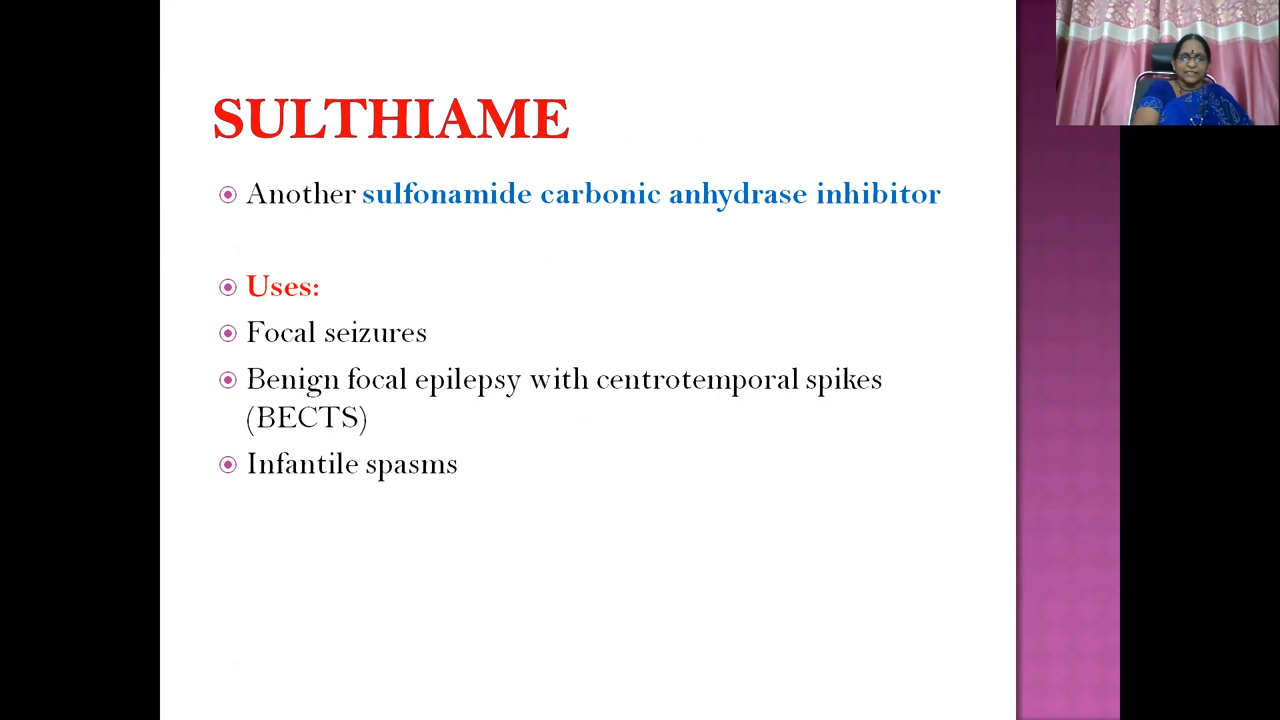 SULTHIAME
Another sulfonamide carbonic anhydrase inhibitor
Uses:
Focal seizures
Benign focal epilepsy with centrotemporal spikes
(BECTS)
Infantile spasms